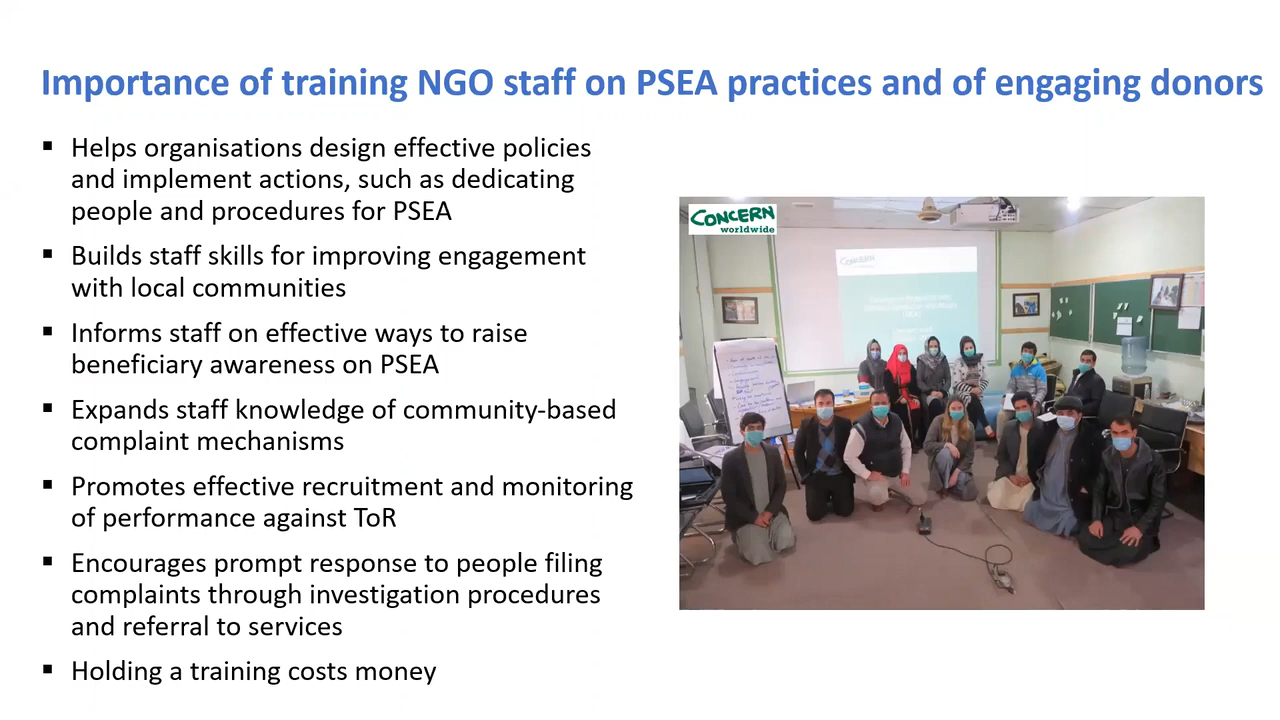 Importance of training NGO staff on PSEA practices and of engaging donors
▪ Helps organisations design effective policies
and implement actions, such as dedicating
people and procedures for PSEA
▪ Builds staff skills for improving engagement
with local communities
▪ Informs staff on effective ways to raise
beneficiary awareness on PSEA
▪ Expands staff knowledge of community-based
complaint mechanisms
▪ Promotes effective recruitment and monitoring
of performance against ToR
▪ Encourages prompt response to people filing
complaints through investigation procedures
and referral to services
▪ Holding a training costs money
CONCERN
worldwide